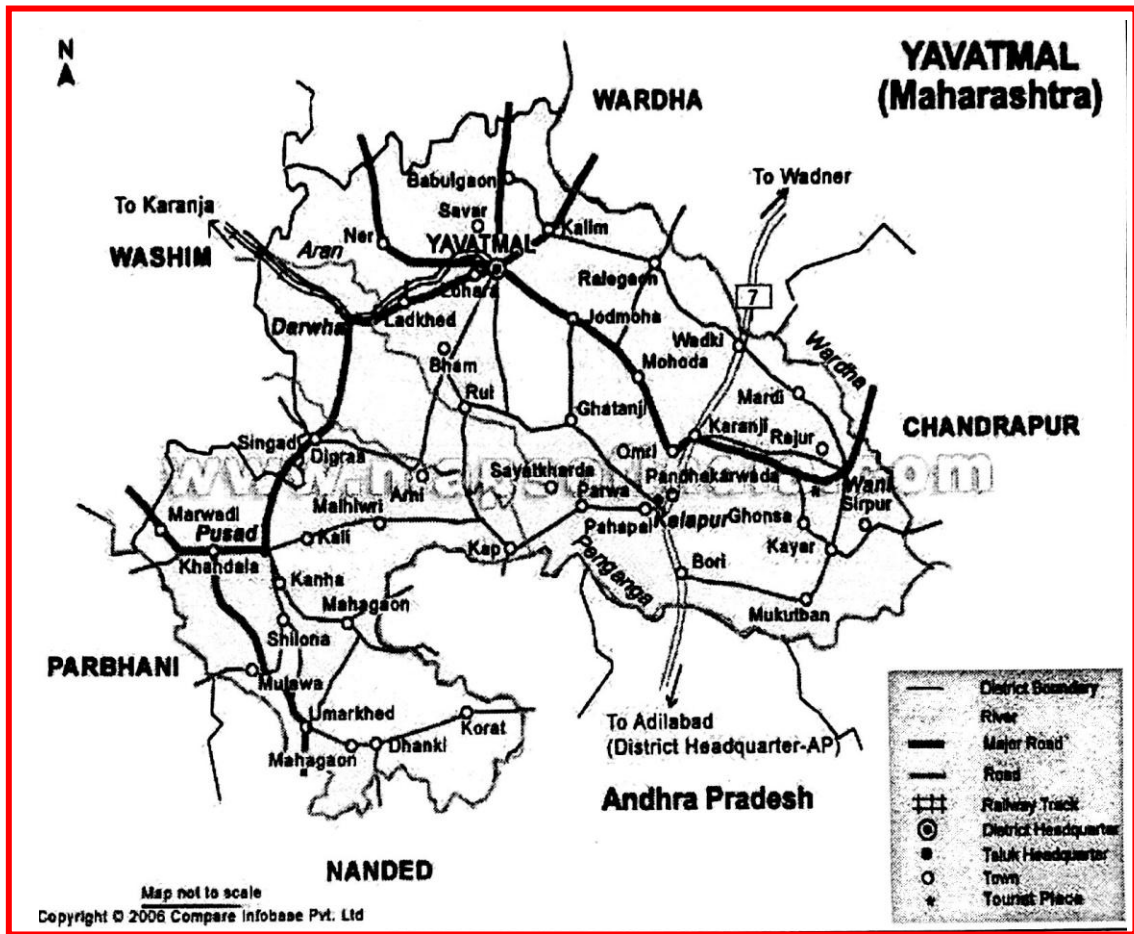 N
YAVATMAL
(Maharashtra)
WARDHA
To Wadner
Babulgaon
To Karanja
Savar
Kalim
Ner
YAVATMAL
WASHIM
Aran
Lohara
Ralegaon
7
Ladkhed
Jodmoha
Darwha
Wadki
Wardha
Bham
Mohoda
Mardi
Rui
Ghatanji
Karanji
CHANDRAPUR
Singad
Omri
Rajur
Digras
Sayatkharda
Pandhakarwada
Arni
Wani
Malhiwri
Parwa
Sirpur
Marwadi
Pusad
Pahapal
Kelapur
Ghonsa
Kali
Kap
Kayar
Khandala
Penganga
Bori
Kanha
Mahagaon
Mukutban
Shilona
PARBHANI
Mulawa
Umarkhed
Korat
To Adilabad
(District Headquarter-AP)
Mahagaon
Dhanki
Andhra Pradesh
NANDED
District Boundary
River
Major Road
Road
Railway Track
District Headquarter
Taluk Headquarter
Town
Tourist Place
Map not to scale
Copyright © 2006 Compare Infobase Pvt. Ltd